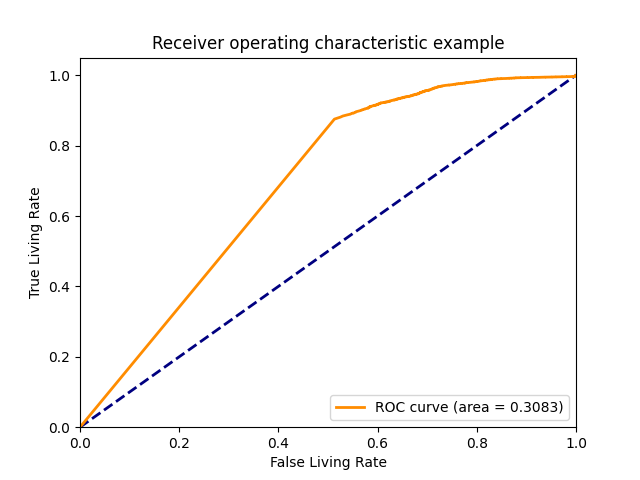 Receiver operating characteristic example
1.0
0.8
0.6
0.4
0.2
0.0
True Living Rate
ROC curve (area = 0.3083)
0.0 0.2 0.4 0.6 0.8 1.0
False Living Rate